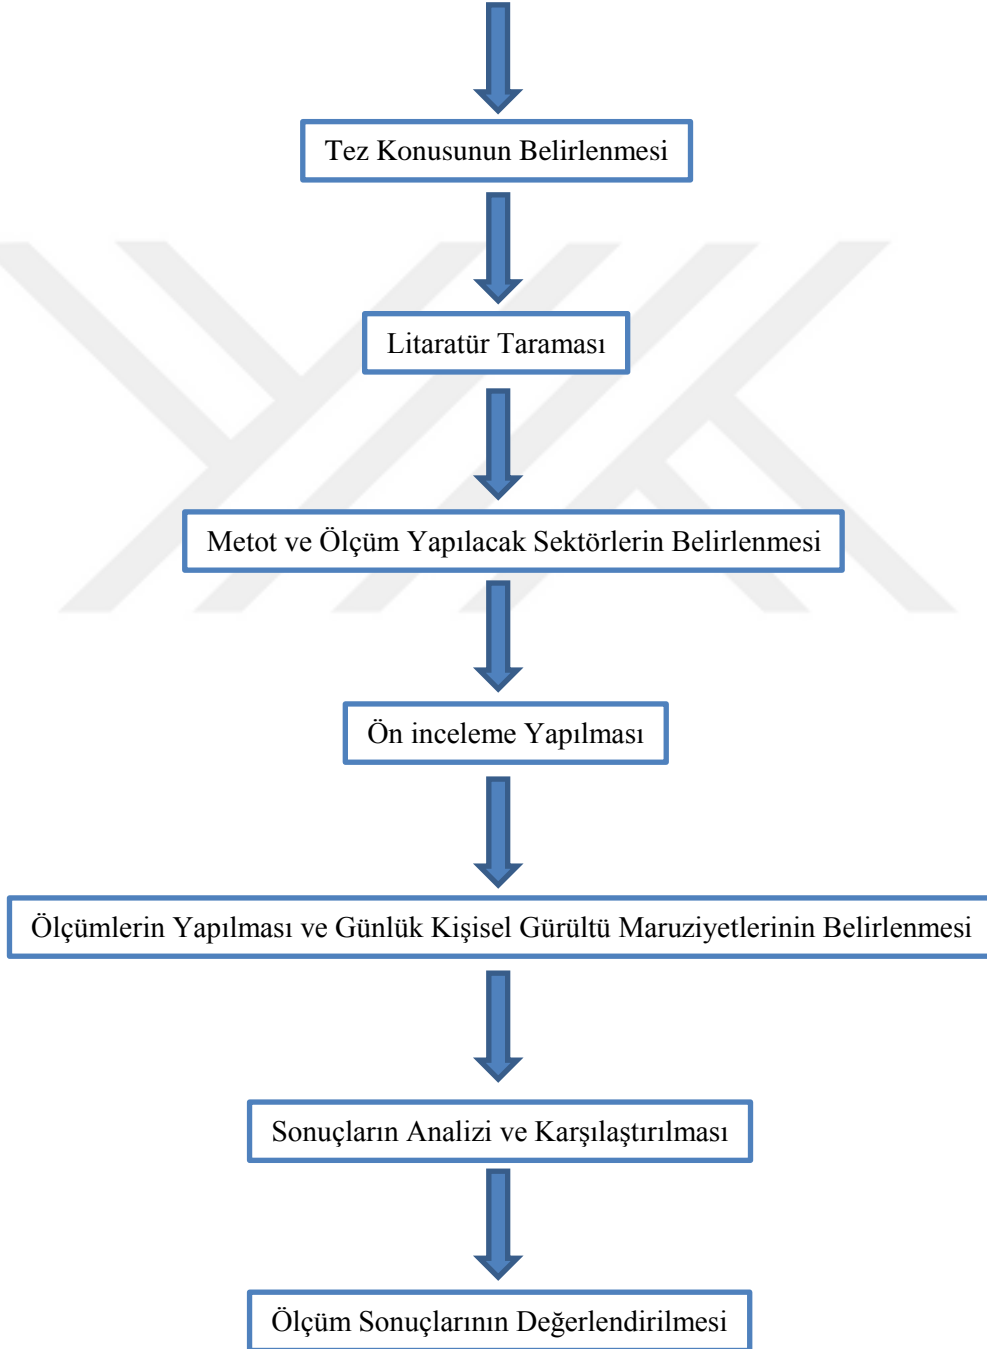 Tez Konusunun Belirlenmesi
Litaratür Taraması
Metot ve Ölçüm Yapılacak Sektörlerin Belirlenmesi
Ön inceleme Yapılması
Ölçümlerin Yapılması ve Günlük Kişisel Gürültü Maruziyetlerinin Belirlenmesi
Sonuçların Analizi ve Karşılaştırılması
Ölçüm Sonuçlarının Değerlendirilmesi